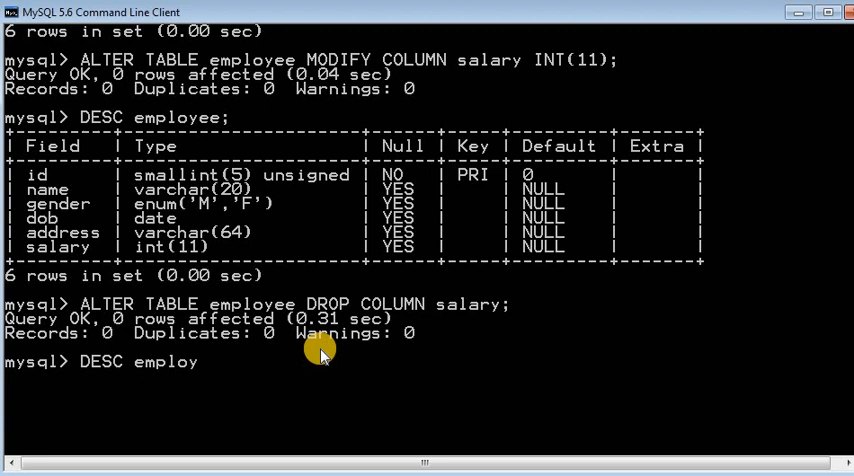 MySQL 5.6 Command Line Client
6 rows in set (0.00 sec)
mysql> ALTER TABLE employee MODIFY COLUMN salary INT(11);
Query OK, 0 rows affected (0.04 sec)
Records: 0  Duplicates: 0  Warnings: 0
mysql> DESC employee;
+---------+----------------------+------+-----+---------+-------+
| Field   | Type                 | Null | Key | Default | Extra |
+---------+----------------------+------+-----+---------+-------+
| id      | smallint(5) unsigned | NO   | PRI | 0       |       |
| name    | varchar(20)          | YES  |     | NULL    |       |
| gender  | enum('M','F')        | YES  |     | NULL    |       |
| dob     | date                 | YES  |     | NULL    |       |
| address | varchar(64)          | YES  |     | NULL    |       |
| salary  | int(11)              | YES  |     | NULL    |       |
+---------+----------------------+------+-----+---------+-------+
6 rows in set (0.00 sec)
mysql> ALTER TABLE employee DROP COLUMN salary;
Query OK, 0 rows affected (0.31 sec)
Records: 0  Duplicates: 0  Warnings: 0
mysql> DESC employ